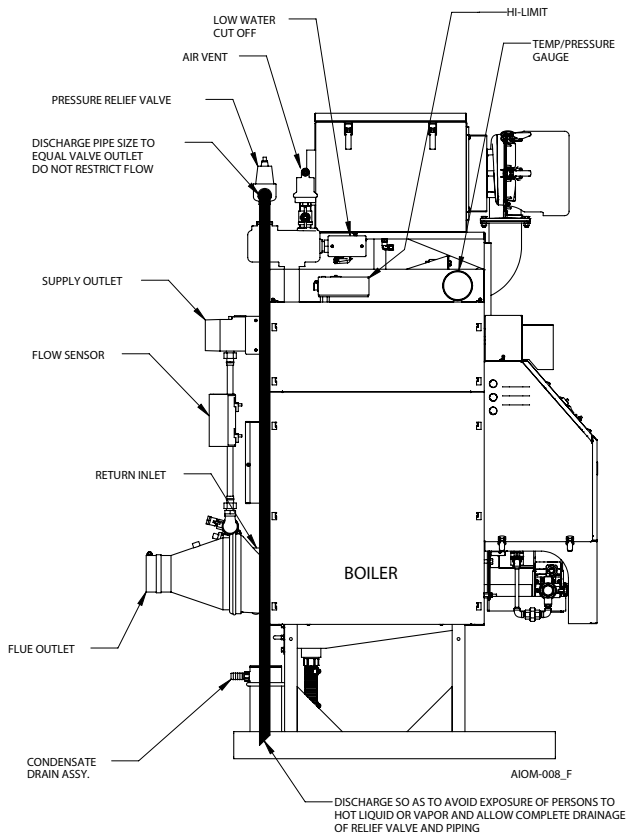 HI-LIMIT
LOW WATER
CUT OFF
TEMP/PRESSURE
GAUGE
AIR VENT
PRESSURE RELIEF VALVE
DISCHARGE PIPE SIZE TO
EQUAL VALVE OUTLET
DO NOT RESTRICT FLOW
SUPPLY OUTLET
FLOW SENSOR
RETURN INLET
BOILER
FLUE OUTLET
CONDENSATE
DRAIN ASSY.
AIOM-008_F
DISCHARGE SO AS TO AVOID EXPOSURE OF PERSONS TO
HOT LIQUID OR VAPOR AND ALLOW COMPLETE DRAINAGE
OF RELIEF VALVE AND PIPING